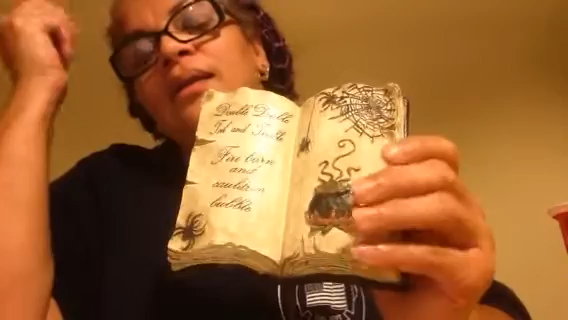 Double Double
Toil and Trouble
Fire burn
and
cauldron
bubble